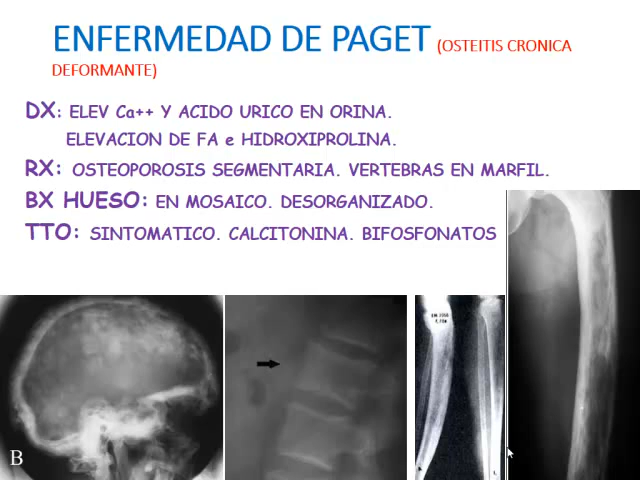 ENFERMEDAD DE PAGET (OSTEITIS CRONICA
DEFORMANTE)
DX: ELEV Ca++ Y ACIDO URICO EN ORINA.
ELEVACION DE FA e HIDROXIPROLINA.
RX: OSTEOPOROSIS SEGMENTARIA. VERTEBRAS EN MARFIL.
BX HUESO: EN MOSAICO. DESORGANIZADO.
TTO: SINTOMATICO. CALCITONINA. BIFOSFONATOS
B